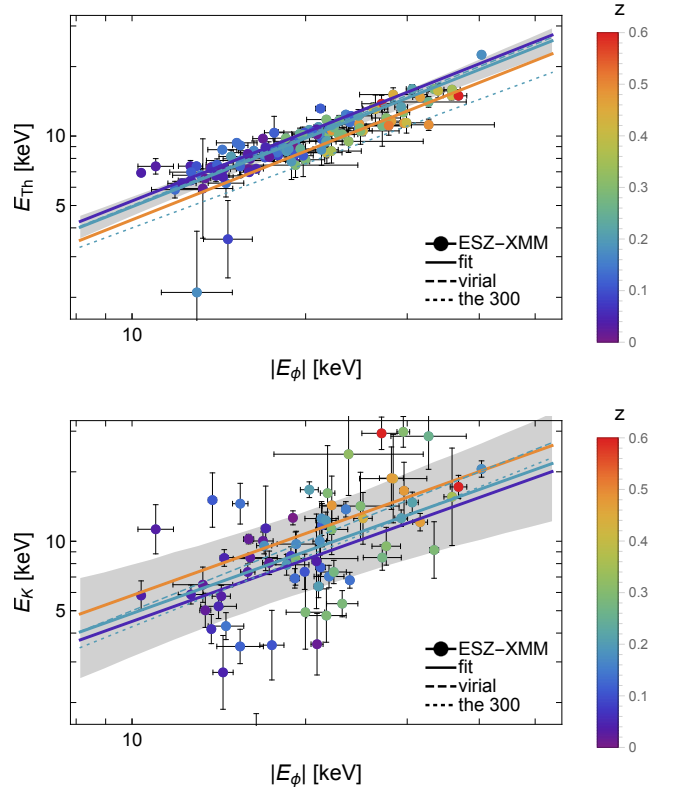 z
0.6
0.5
0.4
0.3
0.2
0.1
0
E_Th [keV]
10
5
ESZ−XMM
fit
virial
the 300
10
|E_ϕ| [keV]
z
0.6
0.5
0.4
0.3
0.2
0.1
0
E_K [keV]
10
5
ESZ−XMM
fit
virial
the 300
10
|E_ϕ| [keV]